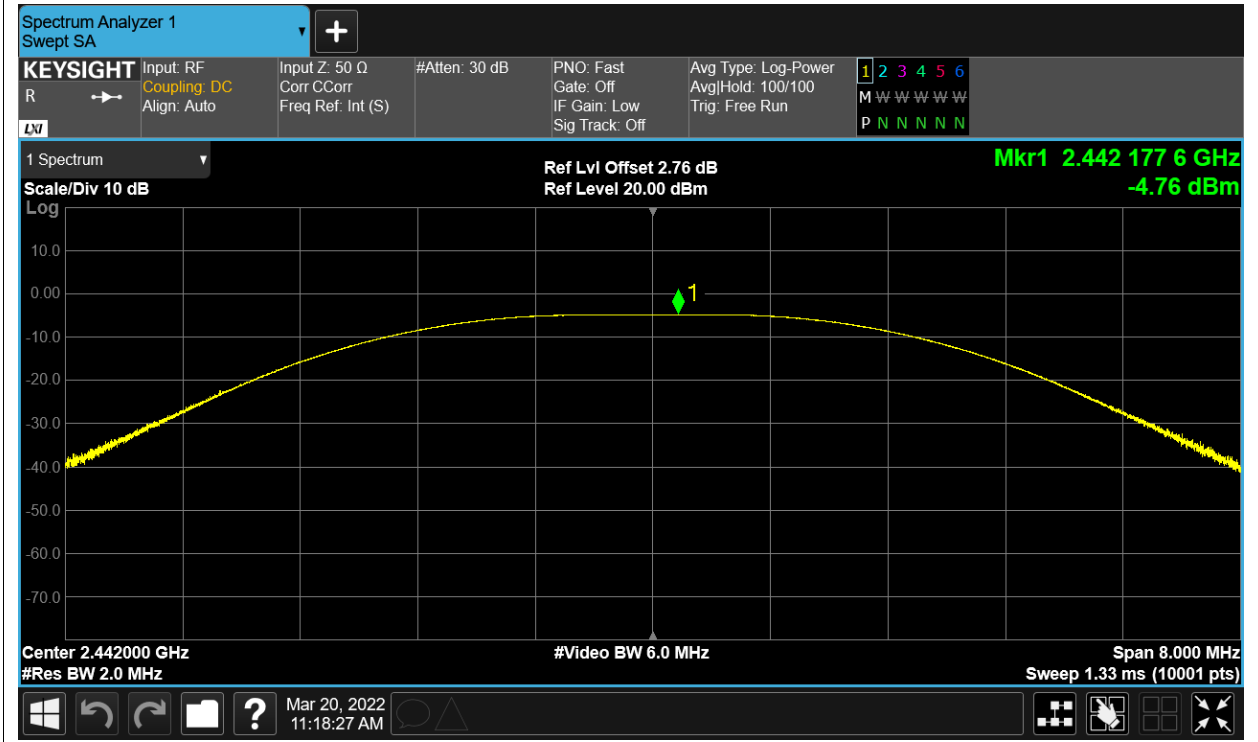 Spectrum Analyzer 1
Swept SA
KEYSIGHT
R
LXI
Input: RF
Coupling: DC
Align: Auto
Input Z: 50 Ω
Corr CCorr
Freq Ref: Int (S)
#Atten: 30 dB
PNO: Fast
Gate: Off
IF Gain: Low
Sig Track: Off
Avg Type: Log-Power
Avg|Hold: 100/100
Trig: Free Run
1 2 3 4 5 6
M W W W W W
P N N N N N
1 Spectrum
Scale/Div 10 dB
Log
Ref Lvl Offset 2.76 dB
Ref Level 20.00 dBm
Mkr1 2.442 177 6 GHz
-4.76 dBm
10.0
0.00
1
-10.0
-20.0
-30.0
-40.0
-50.0
-60.0
-70.0
Center 2.442000 GHz
#Video BW 6.0 MHz
Span 8.000 MHz
#Res BW 2.0 MHz
Sweep 1.33 ms (10001 pts)
?
Mar 20, 2022
11:18:27 AM